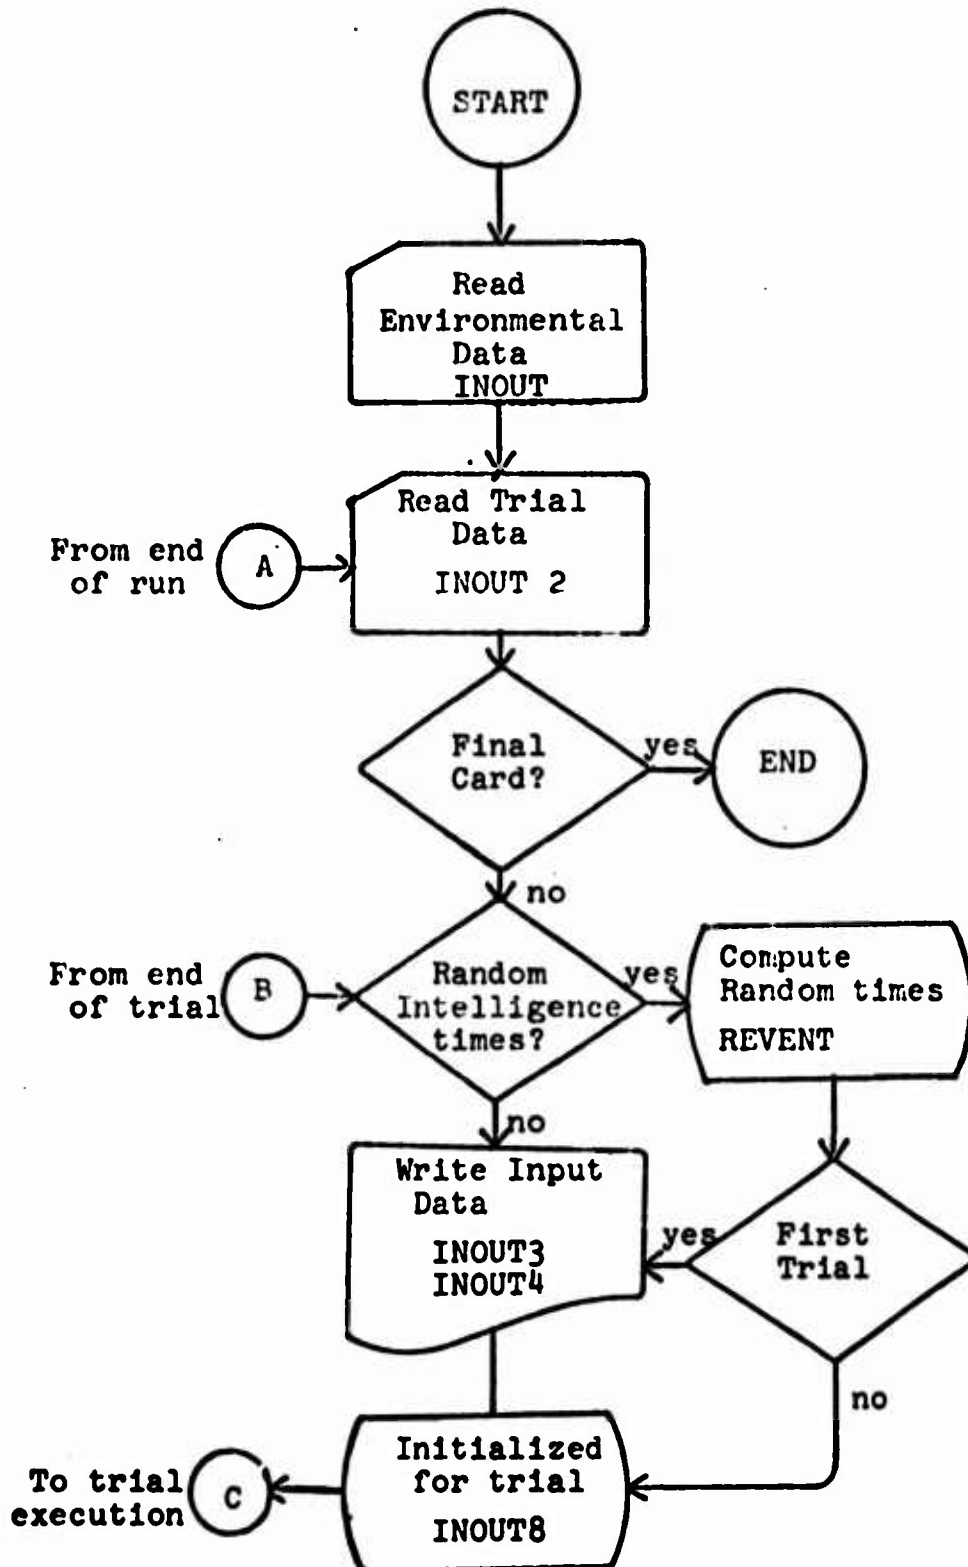 START
Read
Environmental
Data
INOUT
Read Trial
Data
INOUT 2
From end
of run
A
Final
Card?
yes
END
no
From end
of trial
B
Random
Intelligence
times?
yes
Compute
Random times
REVENT
no
Write Input
Data
INOUT3
INOUT4
yes
First
Trial
no
Initialized
for trial
INOUT8
To trial
execution
C